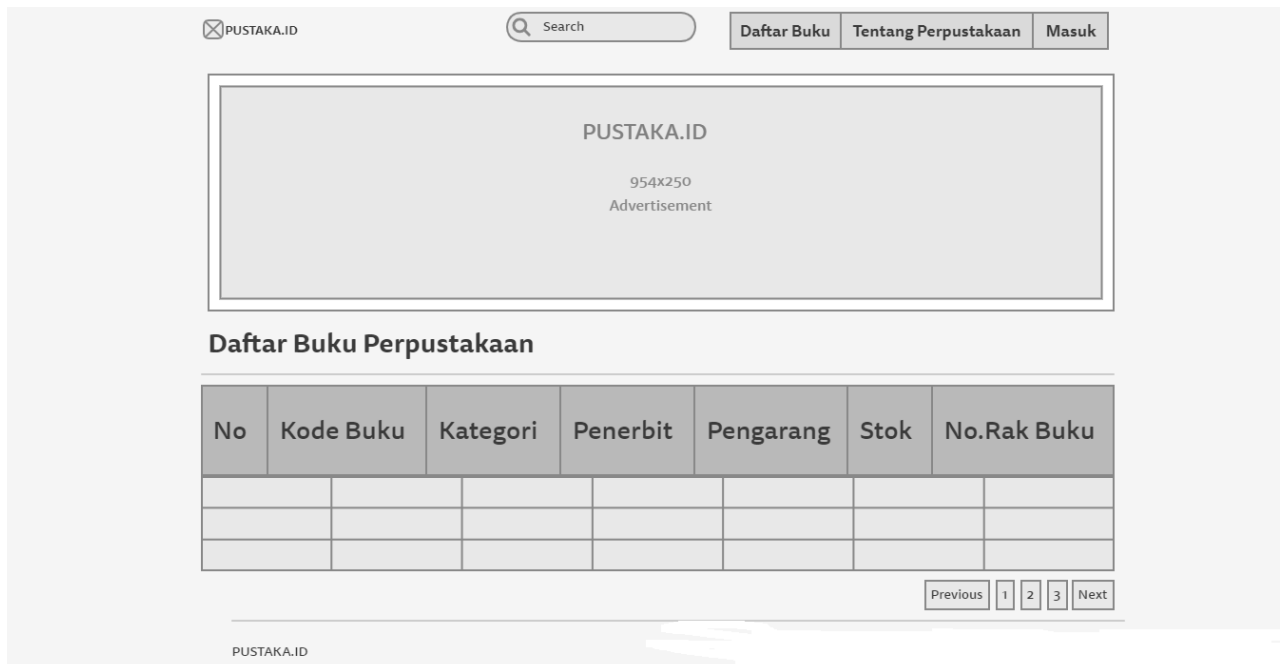 PUSTAKA.ID
Search
Daftar Buku
Tentang Perpustakaan
Masuk
PUSTAKA.ID
954x250
Advertisement
Daftar Buku Perpustakaan
No Kode Buku Kategori Penerbit Pengarang Stok No.Rak Buku
Previous 1 2 3 Next
PUSTAKA.ID